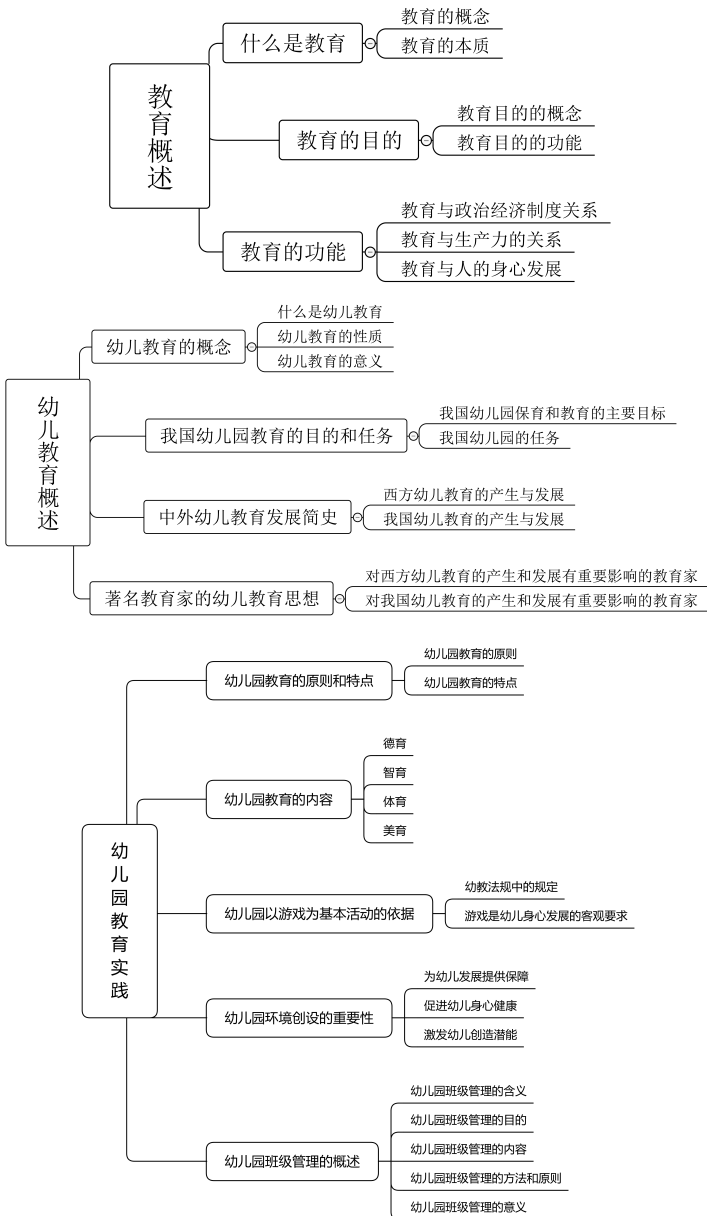 教育概述
什么是教育
教育的概念
教育的本质
教育的目的
教育目的的概念
教育目的的功能
教育的功能
教育与政治经济制度关系
教育与生产力的关系
教育与人的身心发展
幼儿教育概述
幼儿教育的概念
什么是幼儿教育
幼儿教育的性质
幼儿教育的意义
我国幼儿园教育的目的和任务
我国幼儿园保育和教育的主要目标
我国幼儿园的任务
中外幼儿教育发展简史
西方幼儿教育的产生与发展
我国幼儿教育的产生与发展
著名教育家的幼儿教育思想
对西方幼儿教育的产生和发展有重要影响的教育家
对我国幼儿教育的产生和发展有重要影响的教育家
幼儿园教育实践
幼儿园教育的原则和特点
幼儿园教育的原则
幼儿园教育的特点
幼儿园教育的内容
德育
智育
体育
美育
幼儿园以游戏为基本活动的依据
幼教法规中的规定
游戏是幼儿身心发展的客观要求
幼儿园环境创设的重要性
为幼儿发展提供保障
促进幼儿身心健康
激发幼儿创造潜能
幼儿园班级管理的概述
幼儿园班级管理的含义
幼儿园班级管理的目的
幼儿园班级管理的内容
幼儿园班级管理的方法和原则
幼儿园班级管理的意义